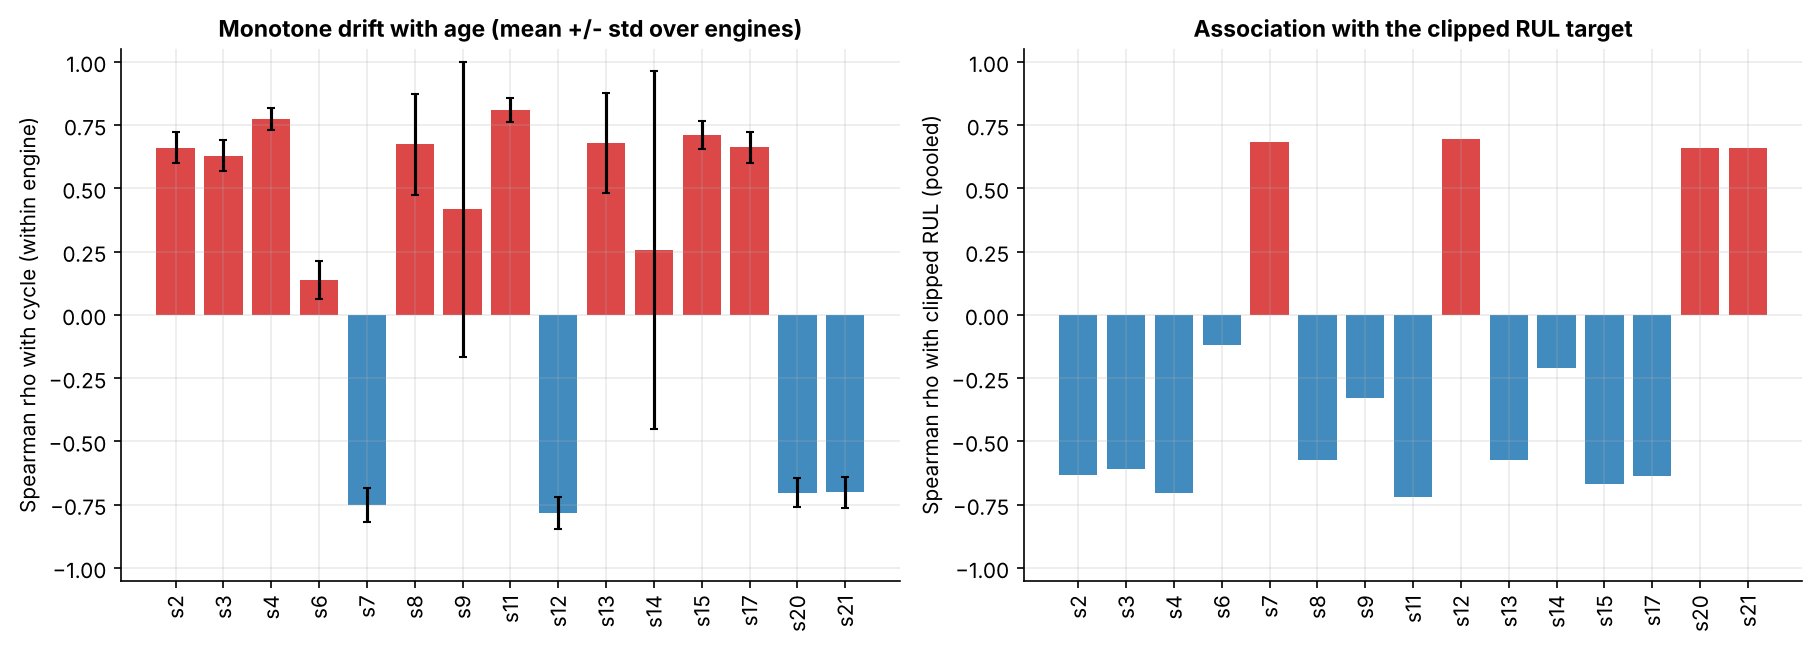 Monotone drift with age (mean +/- std over engines)
Spearman rho with cycle (within engine)
1.00
0.75
0.50
0.25
0.00
−0.25
−0.50
−0.75
−1.00
s2
s3
s4
s6
s7
s8
s9
s11
s12
s13
s14
s15
s17
s20
s21
Association with the clipped RUL target
Spearman rho with clipped RUL (pooled)
1.00
0.75
0.50
0.25
0.00
−0.25
−0.50
−0.75
−1.00
s2
s3
s4
s6
s7
s8
s9
s11
s12
s13
s14
s15
s17
s20
s21